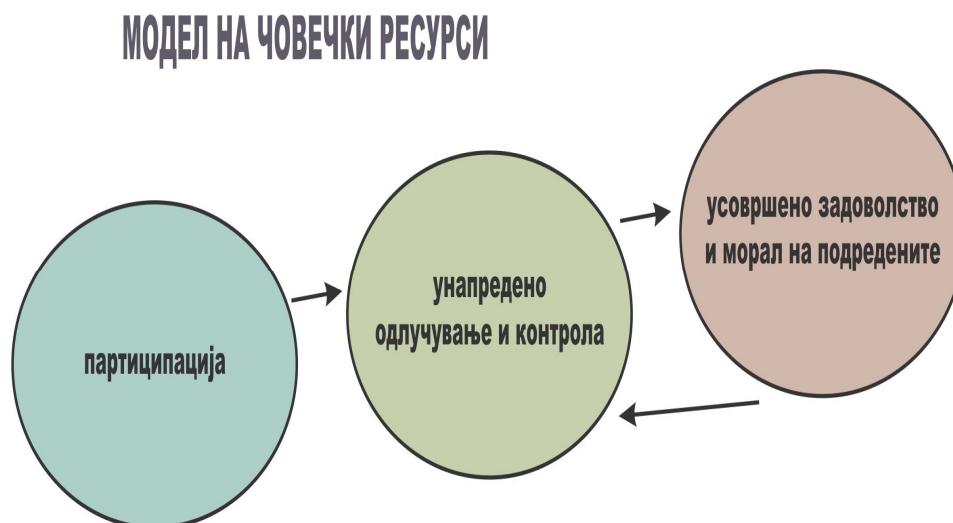 МОДЕЛ НА ЧОВЕЧКИ РЕСУРСИ
усовршено задоволство
и морал на подредените
унапредено
одлучување и контрола
партиципација